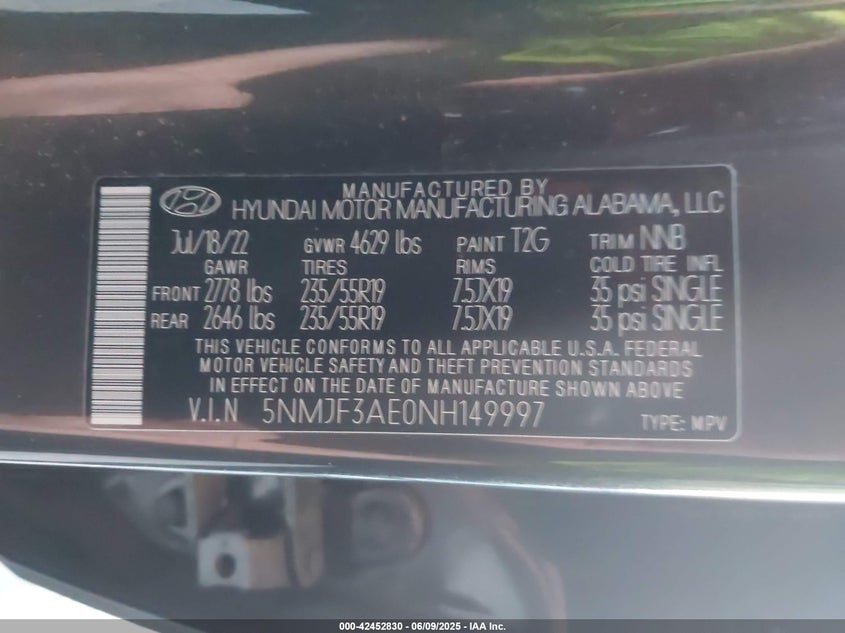 MANUFACTURED BY
HYUNDAI MOTOR MANUFACTURING ALABAMA, LLC
Jul/18/22 GVWR 4629 lbs PAINT T2G TRIM NNB
GAWR TIRES RIMS COLD TIRE INFL
FRONT 2778 lbs 235/55R19 7.5JX19 35 psi SINGLE
REAR 2646 lbs 235/55R19 7.5JX19 35 psi SINGLE
THIS VEHICLE CONFORMS TO ALL APPLICABLE U.S.A. FEDERAL
MOTOR VEHICLE SAFETY AND THEFT PREVENTION STANDARDS
IN EFFECT ON THE DATE OF MANUFACTURE SHOWN ABOVE
V.I.N 5NMJF3AE0NH149997 TYPE: MPV
000-42452830 - 06/09/2025 - IAA Inc.